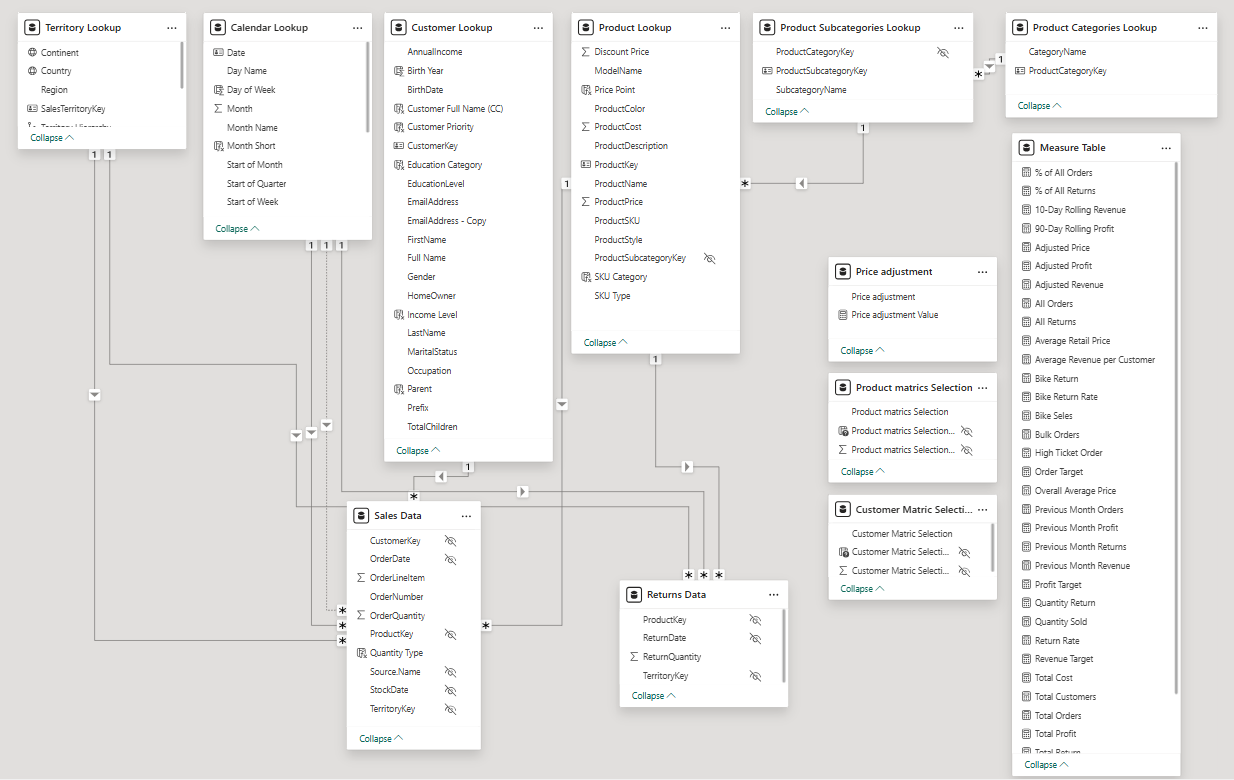 Territory Lookup
Continent
Country
Region
SalesTerritoryKey
Territory Hierarchy
Collapse
Calendar Lookup
Date
Day Name
Day of Week
Month
Month Name
Month Short
Start of Month
Start of Quarter
Start of Week
Collapse
Customer Lookup
AnnualIncome
Birth Year
BirthDate
Customer Full Name (CC)
Customer Priority
CustomerKey
Education Category
EducationLevel
EmailAddress
EmailAddress - Copy
FirstName
Full Name
Gender
HomeOwner
Income Level
LastName
MaritalStatus
Occupation
Parent
Prefix
TotalChildren
Collapse
Product Lookup
Discount Price
ModelName
Price Point
ProductColor
ProductCost
ProductDescription
ProductKey
ProductName
ProductPrice
ProductSKU
ProductStyle
ProductSubcategoryKey
SKU Category
SKU Type
Collapse
Product Subcategories Lookup
ProductCategoryKey
ProductSubcategoryKey
SubcategoryName
Collapse
Product Categories Lookup
CategoryName
ProductCategoryKey
Collapse
1
*
1
*
1
1
1
1
1
1
1
1
*
1
*
*
*
*
*
*
*
Measure Table
% of All Orders
% of All Returns
10-Day Rolling Revenue
90-Day Rolling Profit
Adjusted Price
Adjusted Profit
Adjusted Revenue
All Orders
All Returns
Average Retail Price
Average Revenue per Customer
Bike Return
Bike Return Rate
Bike Sales
Bulk Orders
High Ticket Order
Order Target
Overall Average Price
Previous Month Orders
Previous Month Profit
Previous Month Returns
Previous Month Revenue
Profit Target
Quantity Return
Quantity Sold
Return Rate
Revenue Target
Total Cost
Total Customers
Total Orders
Total Profit
Total Return
Collapse
Price adjustment
Price adjustment
Price adjustment Value
Collapse
Product matrics Selection
Product matrics Selection
Product matrics Selection...
Product matrics Selection...
Collapse
Customer Matric Selecti...
Customer Matric Selection
Customer Matric Selecti...
Customer Matric Selecti...
Collapse
Sales Data
CustomerKey
OrderDate
OrderLineItem
OrderNumber
OrderQuantity
ProductKey
Quantity Type
Source.Name
StockDate
TerritoryKey
Collapse
Returns Data
ProductKey
ReturnDate
ReturnQuantity
TerritoryKey
Collapse